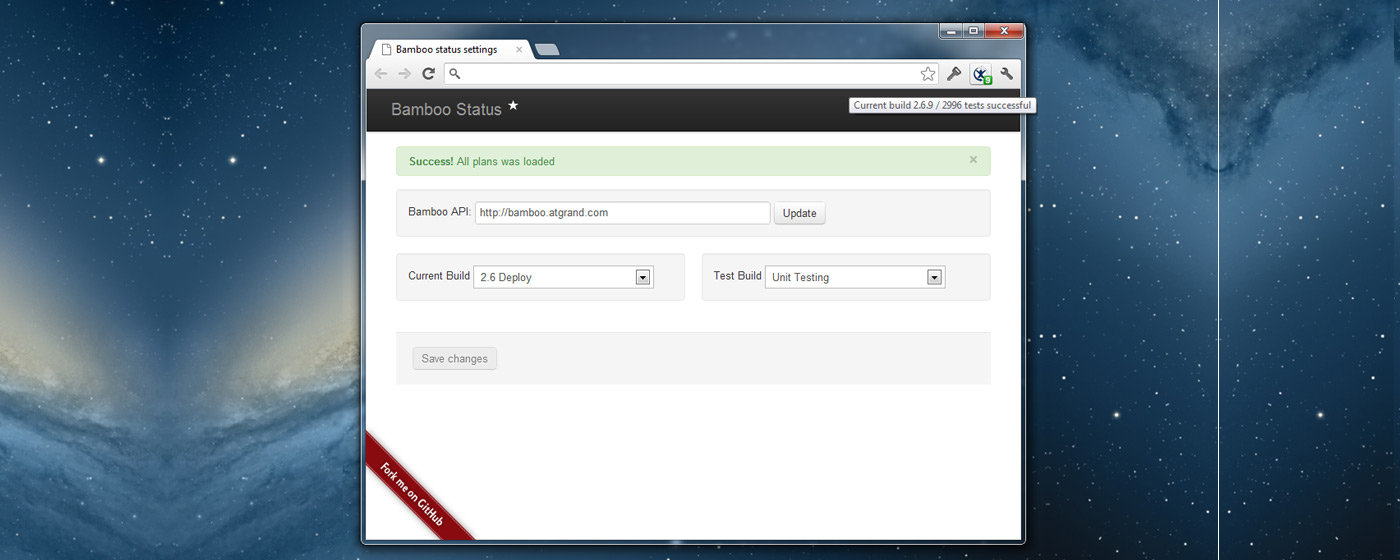 Bamboo status settings
Current build 2.6.9 / 2996 tests successful
Bamboo Status ★
Success! All plans was loaded
Bamboo API: http://bamboo.atgrand.com Update
Current Build 2.6 Deploy Test Build Unit Testing
Save changes
Fork me on GitHub